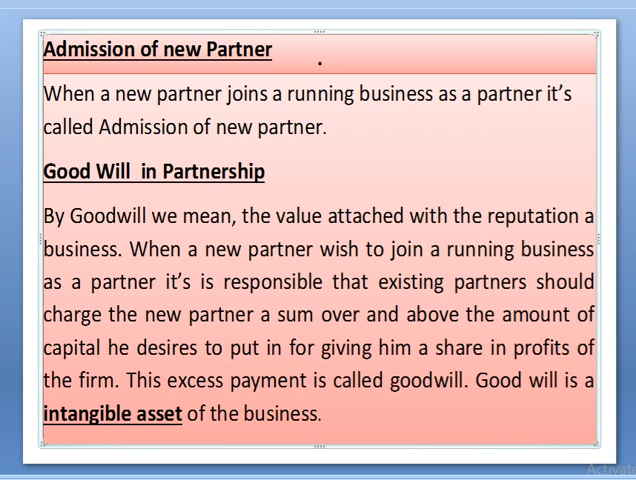 Admission of new Partner .
When a new partner joins a running business as a partner it’s
called Admission of new partner.
Good Will in Partnership
By Goodwill we mean, the value attached with the reputation a
business. When a new partner wish to join a running business
as a partner it’s is responsible that existing partners should
charge the new partner a sum over and above the amount of
capital he desires to put in for giving him a share in profits of
the firm. This excess payment is called goodwill. Good will is a
intangible asset of the business.